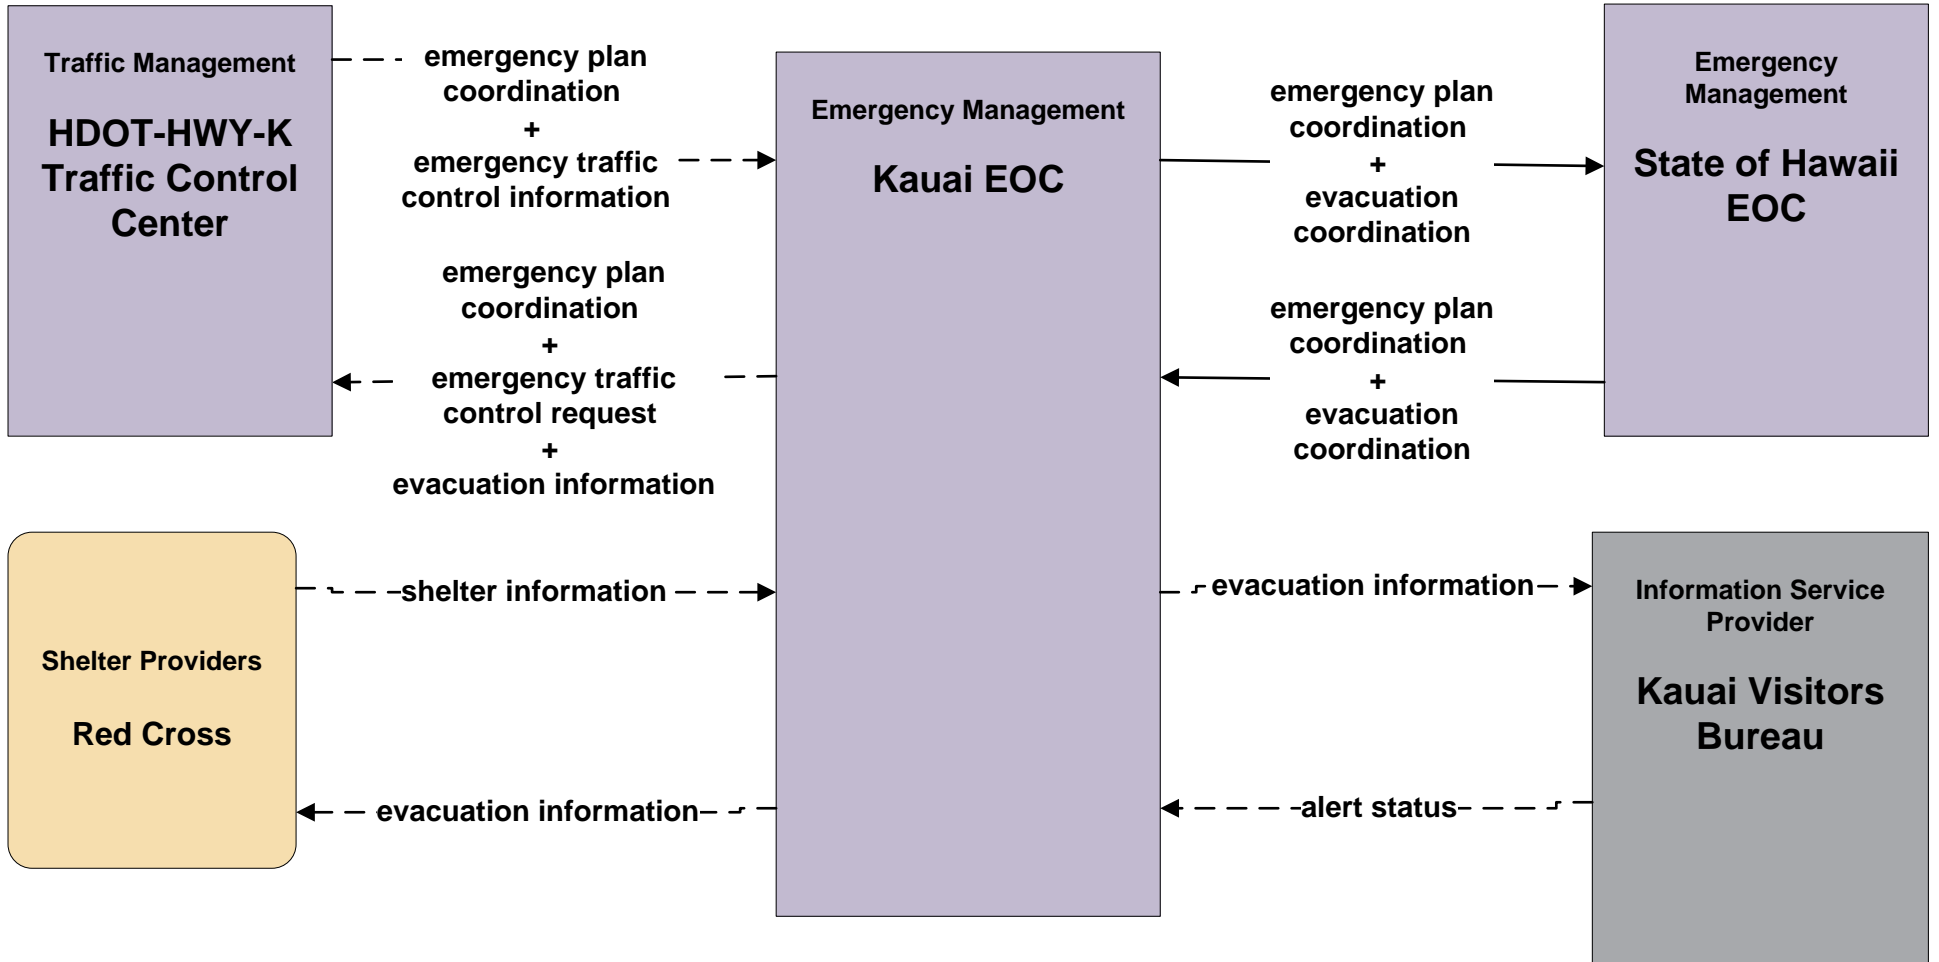 Traffic Management
HDOT-HWY-K
Traffic Control
Center
emergency plan
coordination
+
emergency traffic
control information
emergency plan
coordination
+
emergency traffic
control request
+
evacuation information
Emergency Management
Kauai EOC
emergency plan
coordination
+
evacuation
coordination
emergency plan
coordination
+
evacuation
coordination
Emergency
Management
State of Hawaii
EOC
Shelter Providers
Red Cross
shelter information
evacuation information
evacuation information
alert status
Information Service
Provider
Kauai Visitors
Bureau